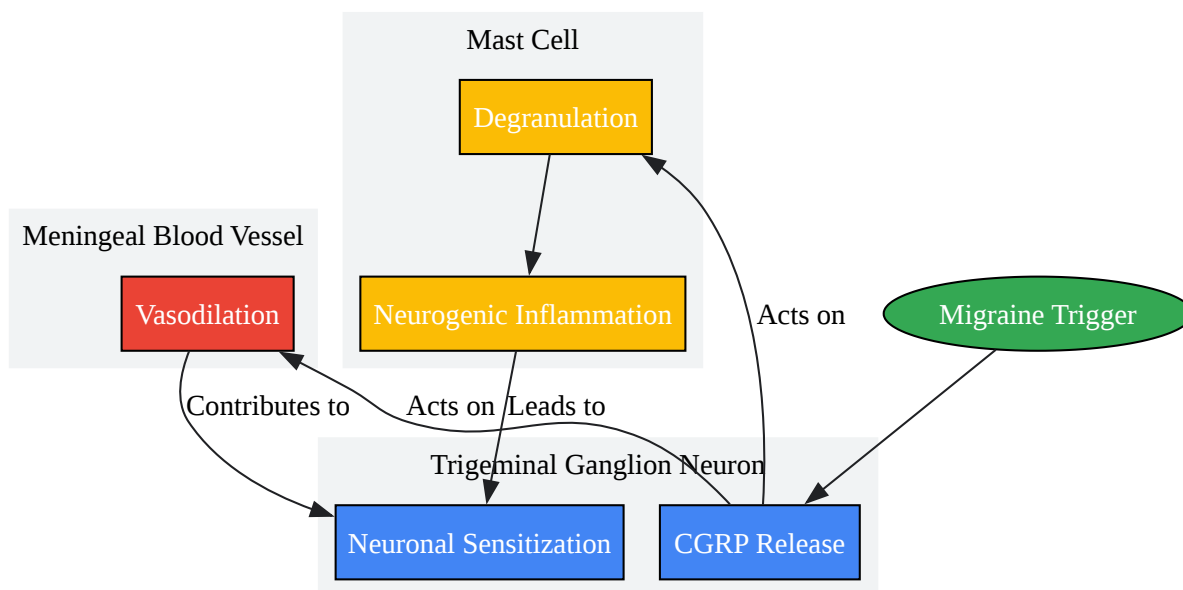 Mast Cell
Degranulation
Meningeal Blood Vessel
Vasodilation
Neurogenic Inflammation
Acts on
Migraine Trigger
Contributes to
Acts on
Leads to
Trigeminal Ganglion Neuron
Neuronal Sensitization
CGRP Release